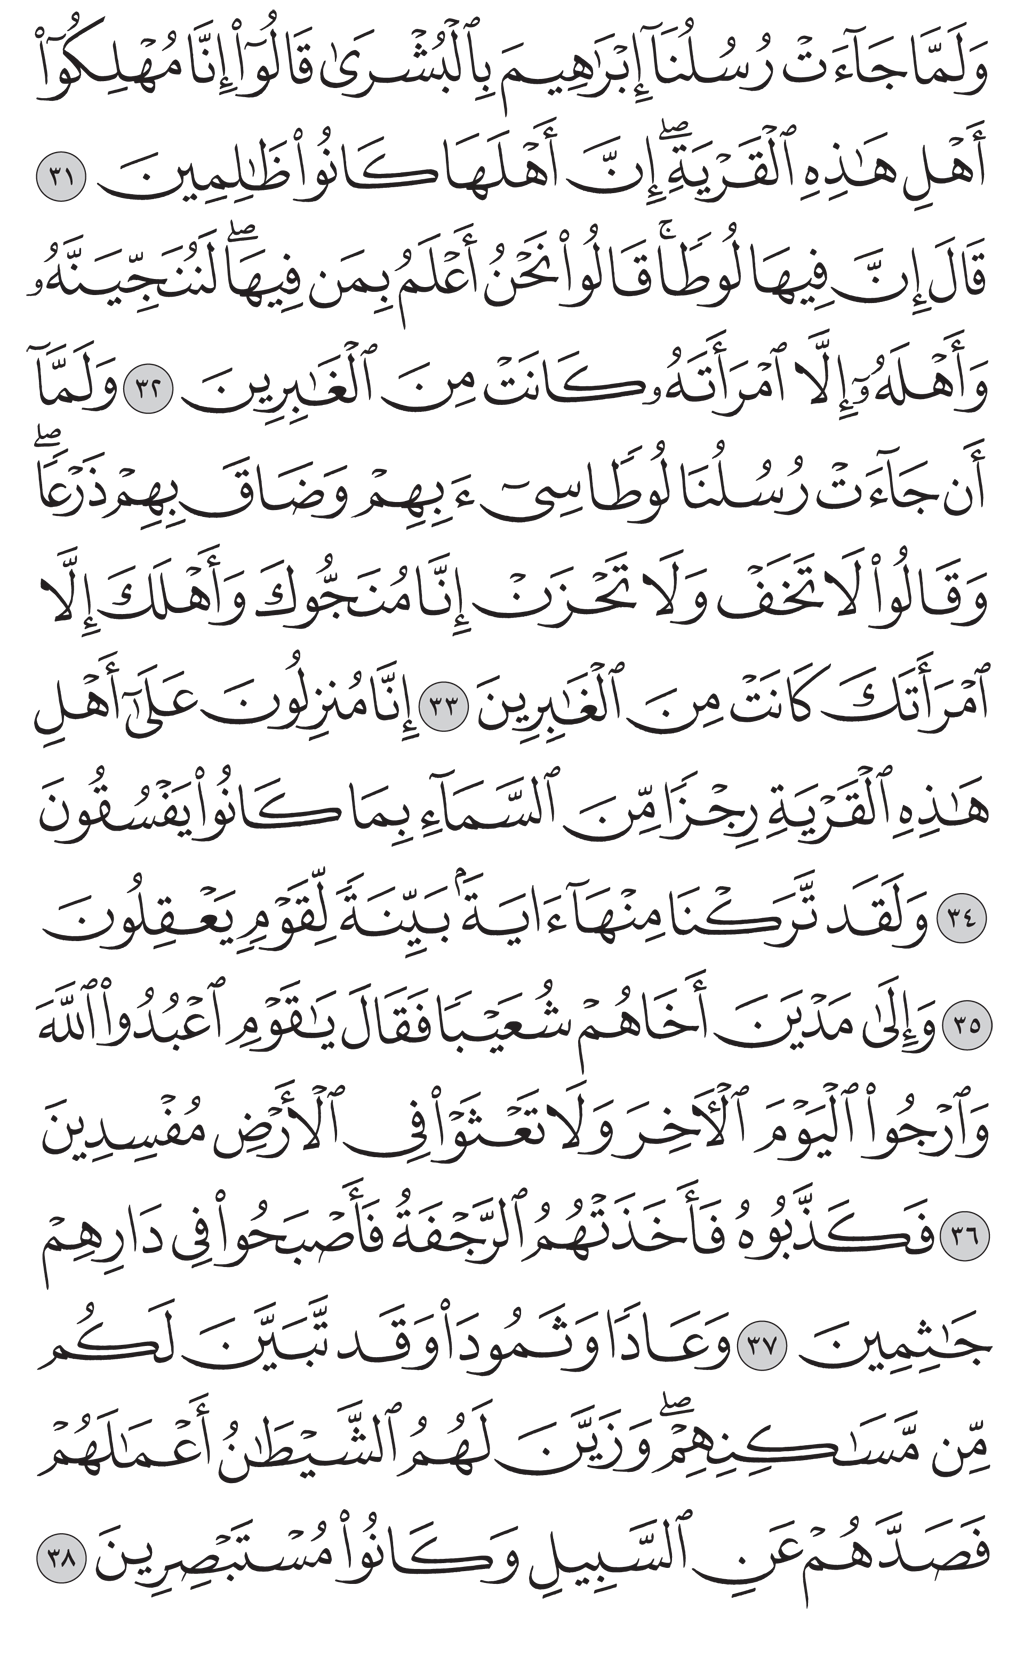 وَلَمَّا جَآءَتْ رُسُلُنَآ إِبْرَٰهِيمَ بِٱلْبُشْرَىٰ قَالُوٓا۟ إِنَّا مُهْلِكُوٓا۟
أَهْلِ هَـٰذِهِ ٱلْقَرْيَةِ ۖ إِنَّ أَهْلَهَا كَانُوا۟ ظَـٰلِمِينَ ٣١
قَالَ إِنَّ فِيهَا لُوطًا ۚ قَالُوا۟ نَحْنُ أَعْلَمُ بِمَن فِيهَا ۖ لَنُنَجِّيَنَّهُۥ
وَأَهْلَهُۥٓ إِلَّا ٱمْرَأَتَهُۥ كَانَتْ مِنَ ٱلْغَـٰبِرِينَ ٣٢ وَلَمَّآ
أَن جَآءَتْ رُسُلُنَا لُوطًا سِىٓءَ بِهِمْ وَضَاقَ بِهِمْ ذَرْعًا ۖ
وَقَالُوا۟ لَا تَخَفْ وَلَا تَحْزَنْ إِنَّا مُنَجُّوكَ وَأَهْلَكَ إِلَّا
ٱمْرَأَتَكَ كَانَتْ مِنَ ٱلْغَـٰبِرِينَ ٣٣ إِنَّا مُنزِلُونَ عَلَىٰٓ أَهْلِ
هَـٰذِهِ ٱلْقَرْيَةِ رِجْزًا مِّنَ ٱلسَّمَآءِ بِمَا كَانُوا۟ يَفْسُقُونَ
٣٤ وَلَقَد تَّرَكْنَا مِنْهَآ ءَايَةًۢ بَيِّنَةً لِّقَوْمٍ يَعْقِلُونَ
٣٥ وَإِلَىٰ مَدْيَنَ أَخَاهُمْ شُعَيْبًا فَقَالَ يَـٰقَوْمِ ٱعْبُدُوا۟ ٱللَّهَ
وَٱرْجُوا۟ ٱلْيَوْمَ ٱلْـَٔاخِرَ وَلَا تَعْثَوْا۟ فِى ٱلْأَرْضِ مُفْسِدِينَ
٣٦ فَكَذَّبُوهُ فَأَخَذَتْهُمُ ٱلرَّجْفَةُ فَأَصْبَحُوا۟ فِى دَارِهِمْ
جَـٰثِمِينَ ٣٧ وَعَادًا وَثَمُودَا۟ وَقَد تَّبَيَّنَ لَكُم
مِّن مَّسَـٰكِنِهِمْ ۖ وَزَيَّنَ لَهُمُ ٱلشَّيْطَـٰنُ أَعْمَـٰلَهُمْ
فَصَدَّهُمْ عَنِ ٱلسَّبِيلِ وَكَانُوا۟ مُسْتَبْصِرِينَ ٣٨